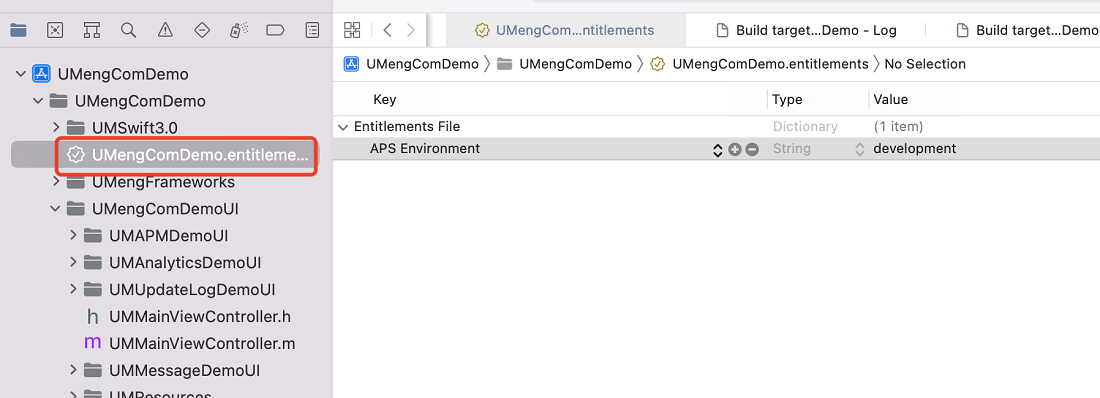 UMengCom...ntitlements
Build target...Demo - Log
Build target...Demo
UMengComDemo
UMengComDemo
UMSwift3.0
UMengComDemo.entitleme...
UMengFrameworks
UMengComDemoUI
UMAPMDemoUI
UMAnalyticsDemoUI
UMUpdateLogDemoUI
h UMMainViewController.h
m UMMainViewController.m
UMMessageDemoUI
UMResources
UMengComDemo > UMengComDemo > UMengComDemo.entitlements > No Selection
Key Type Value
Entitlements File Dictionary (1 item)
APS Environment String development